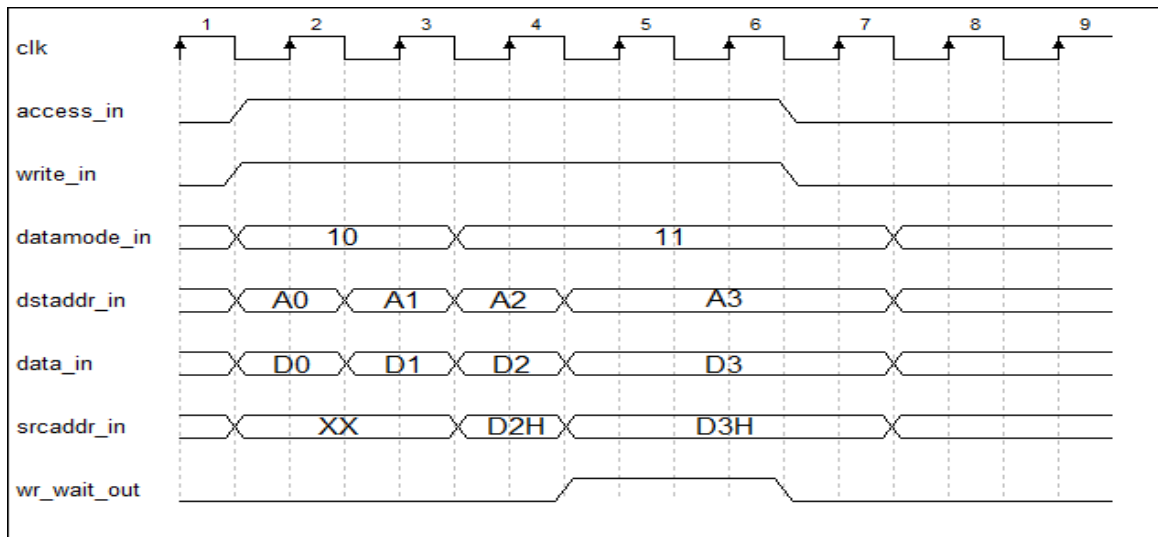 1 2 3 4 5 6 7 8 9
clk
access_in
write_in
datamode_in 10 11
dstaddr_in A0 A1 A2 A3
data_in D0 D1 D2 D3
srcaddr_in XX D2H D3H
wr_wait_out